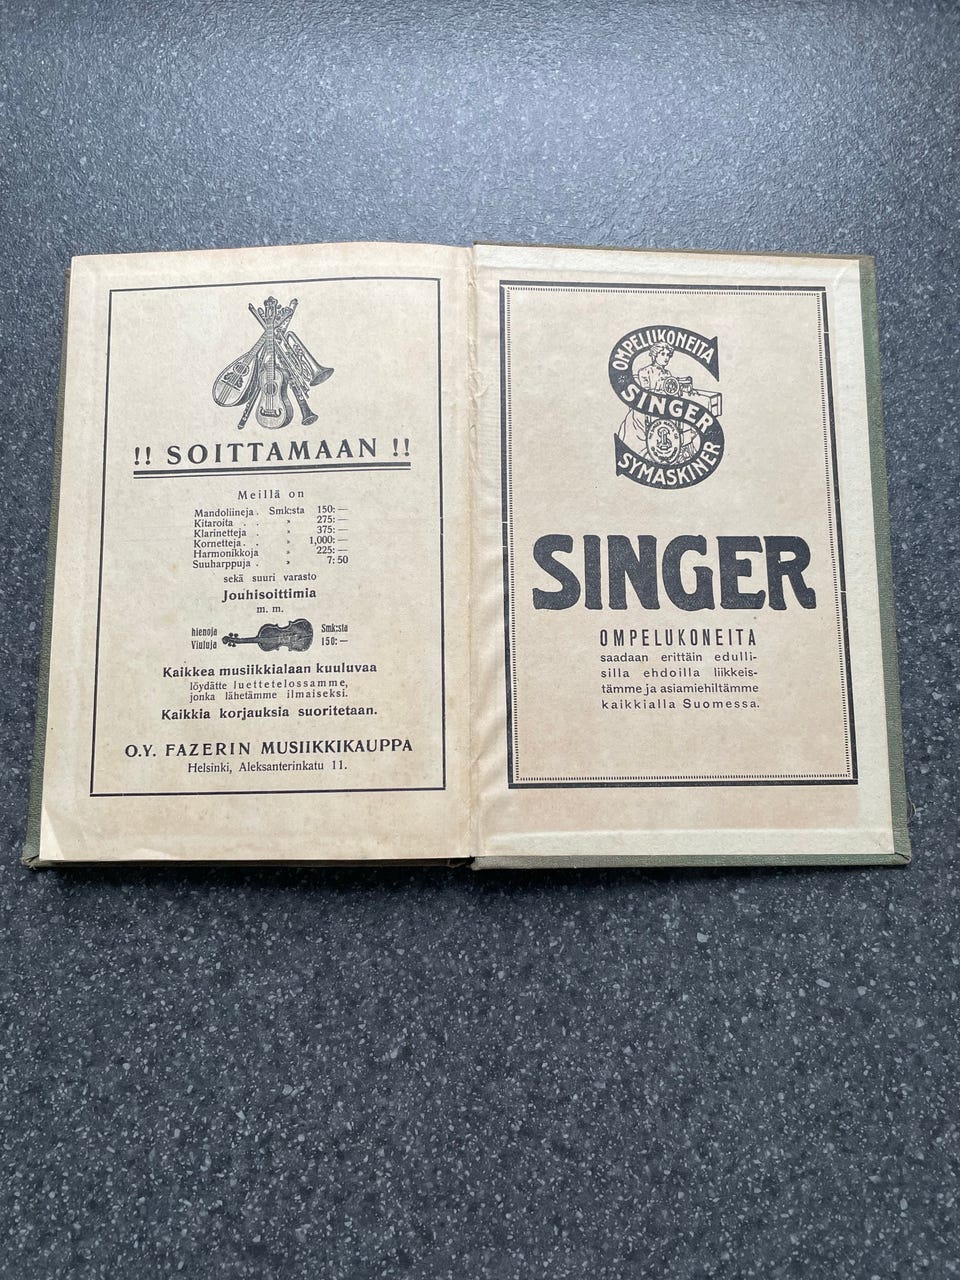 !! SOITTAMAAN !!
Meillä on
Mandoliineja . Smk:sta 150: —
Kitaroita . . » 275: —
Klarinetteja . » 375: —
Kornetteja . . » 1,000: —
Harmonikkoja » 225: —
Suuharppuja . » 7: 50
sekä suuri varasto
Jouhisoittimia
m. m.
hienoja Smk:sta
Viuluja 150: —
Kaikkea musiikkialaan kuuluvaa
löydätte luettetelossamme,
jonka lähetämme ilmaiseksi.
Kaikkia korjauksia suoritetaan.
O.Y. FAZERIN MUSIIKKIKAUPPA
Helsinki, Aleksanterinkatu 11.
OMPELUKONEITA
SINGER
SYMASKINER
SINGER
OMPELUKONEITA
saadaan erittäin edulli-
silla ehdoilla liikkeis-
tämme ja asiamiehiltämme
kaikkialla Suomessa.